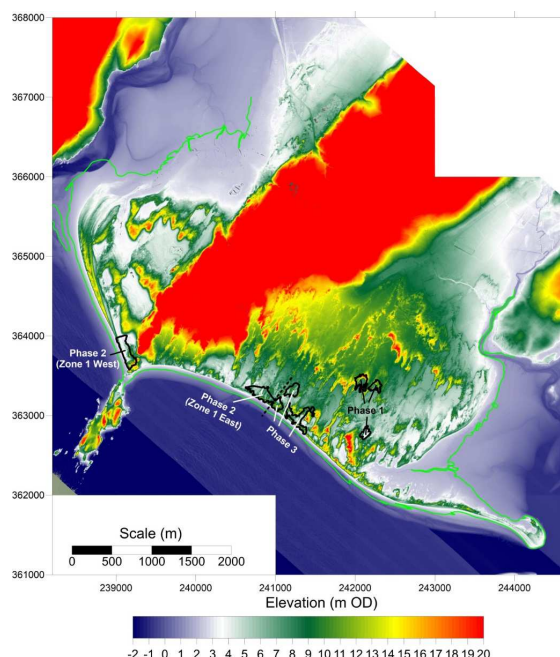 368000
367000
366000
365000
364000
363000
362000
361000
Phase 2
(Zone 1 West)
Phase 2
(Zone 1 East)
Phase 3
Phase 1
Scale (m)
0 500 1000 1500 2000
239000 240000 241000 242000 243000 244000
Elevation (m OD)
-2 -1 0 1 2 3 4 5 6 7 8 9 10 11 12 13 14 15 16 17 18 19 20